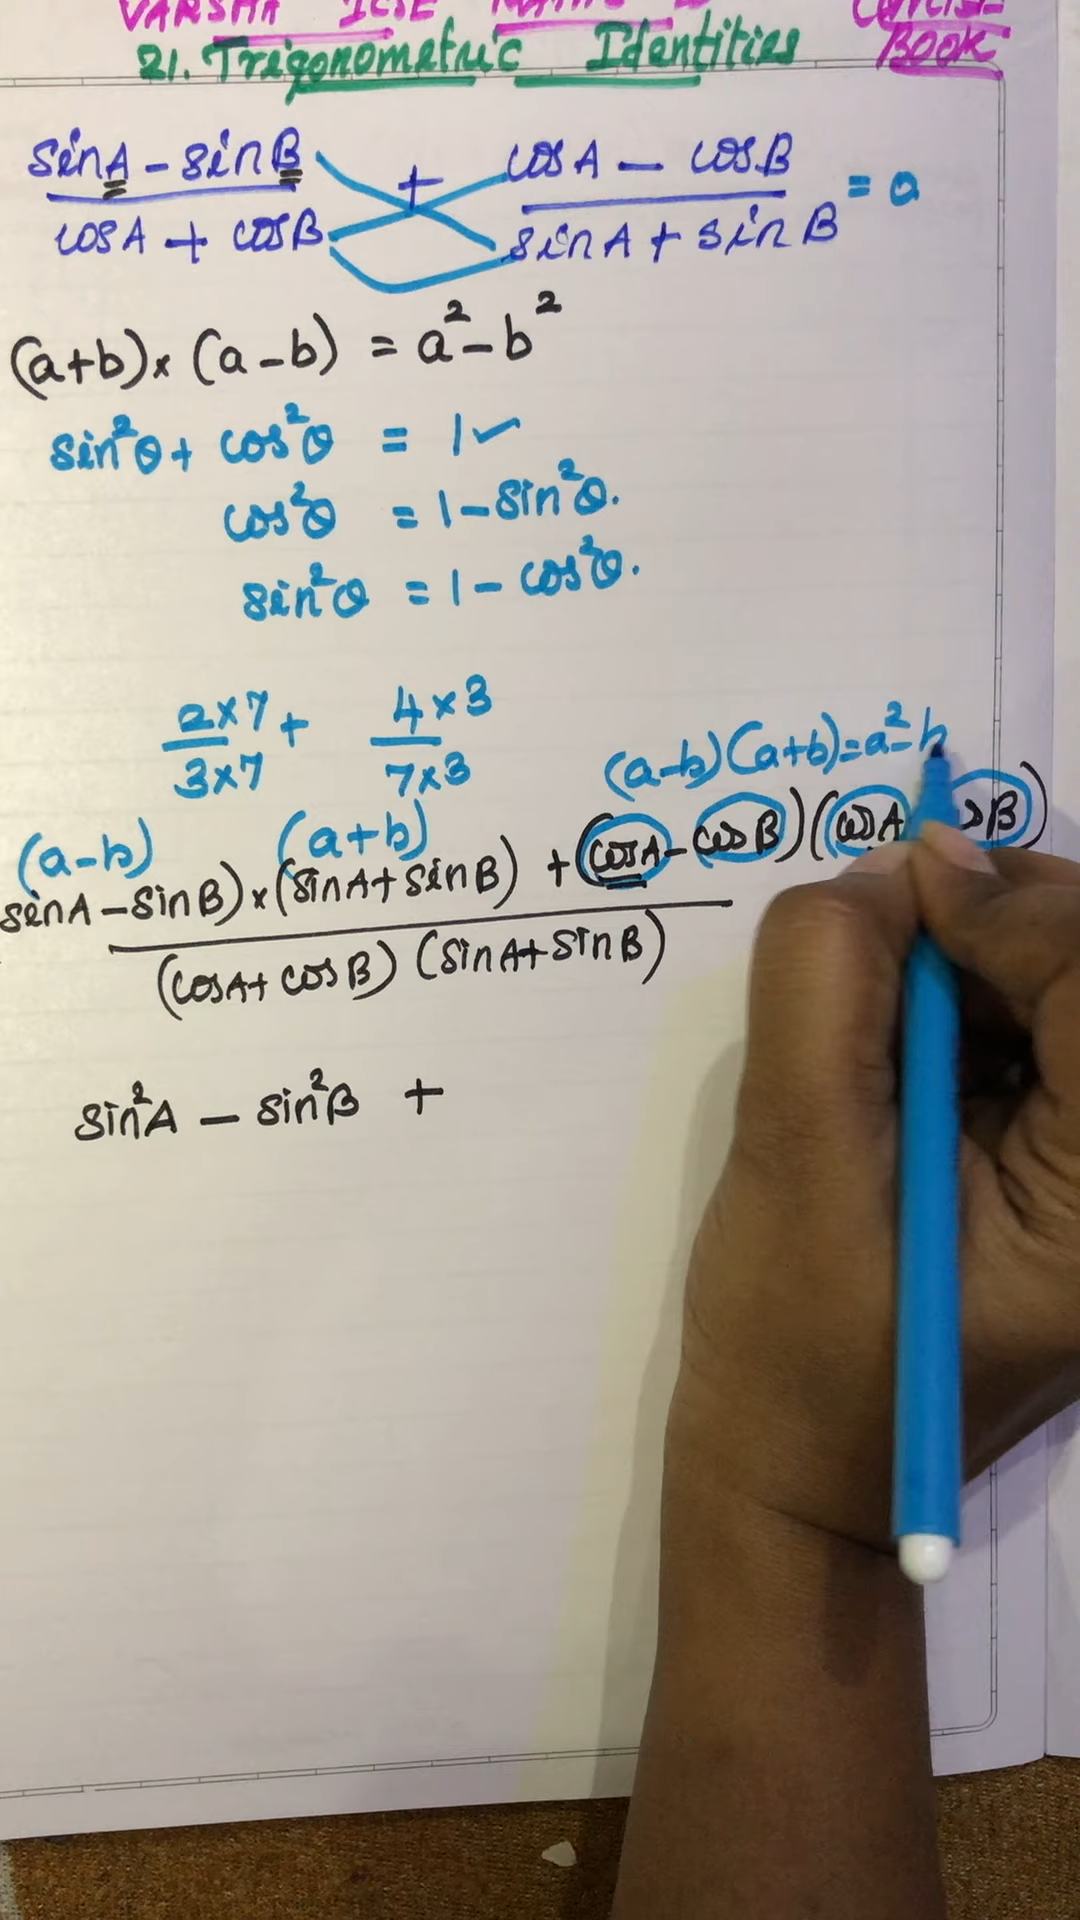 VARSHA ICSE MATHS
21. Trigonometric Identities BOOK
sinA - sinB / cosA + cosB + cosA - cosB / sinA + sinB = 0
(a+b)×(a-b) = a²-b²
sin²θ + cos²θ = 1 ✓
cos²θ = 1 - sin²θ.
sin²θ = 1 - cos²θ.
2×7 / 3×7 + 4×3 / 7×3
(a-b)(a+b)=a²-b
(a-b) (a+b)
sinA - sinB)×(sinA+sinB) + (cosA - cosB)(cosA B)
(cosA+ cosB) (sinA+ sinB)
sin²A - sin²B +